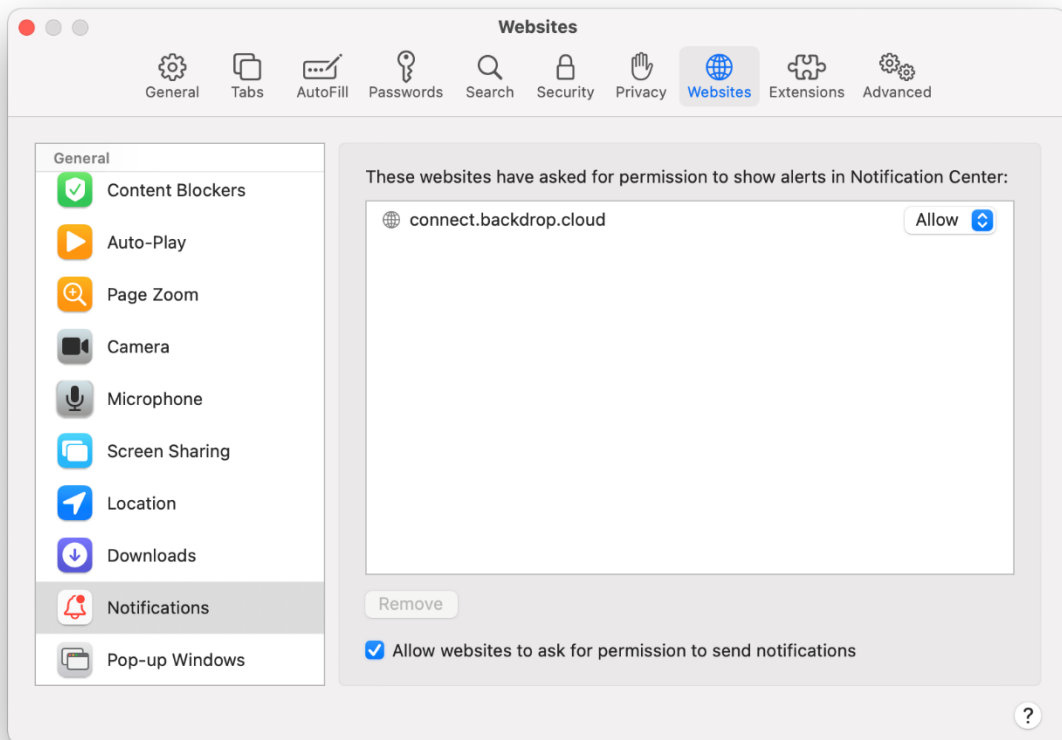 Websites
General
Tabs
AutoFill
Passwords
Search
Security
Privacy
Websites
Extensions
Advanced
General
Content Blockers
Auto-Play
Page Zoom
Camera
Microphone
Screen Sharing
Location
Downloads
Notifications
Pop-up Windows
These websites have asked for permission to show alerts in Notification Center:
connect.backdrop.cloud
Allow
Remove
Allow websites to ask for permission to send notifications
?